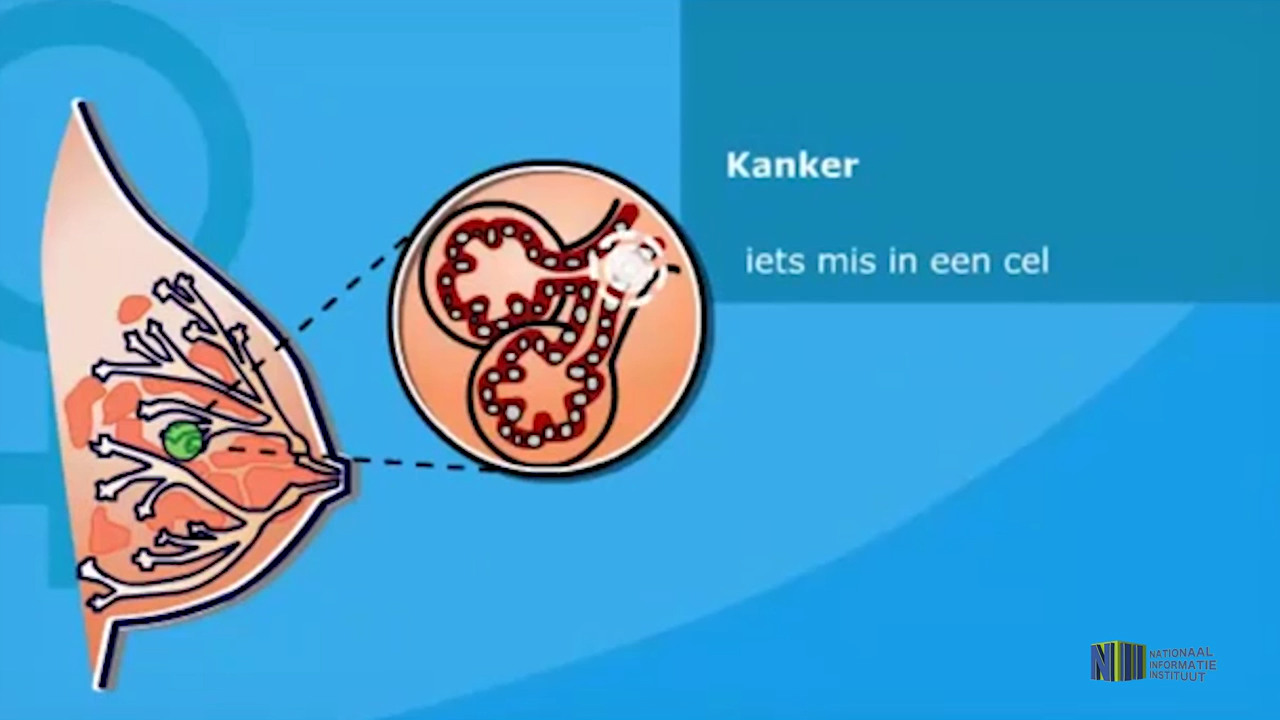 Kanker
iets mis in een cel
NATIONAAL
INFORMATIE
INSTITUUT